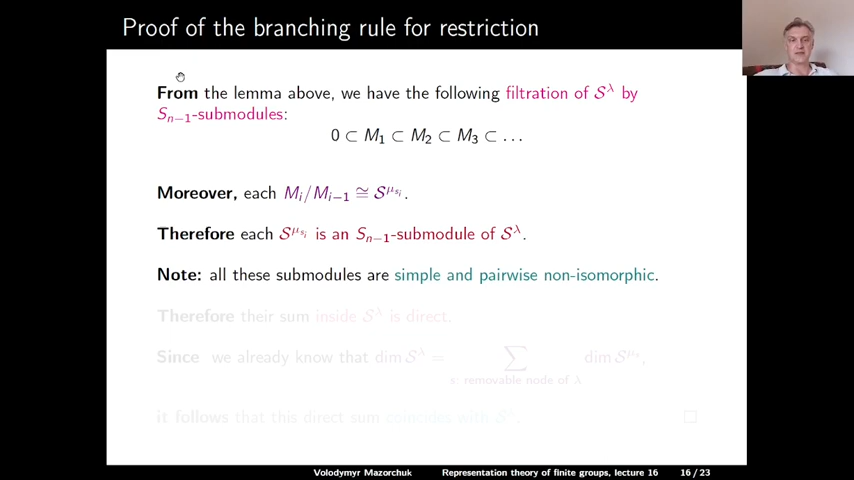 Proof of the branching rule for restriction
From the lemma above, we have the following filtration of 𝒮^λ by
S_{n−1}-submodules:
0 ⊂ M₁ ⊂ M₂ ⊂ M₃ ⊂ …
Moreover, each M_i/M_{i−1} ≅ 𝒮^{μ_{s_i}}.
Therefore each 𝒮^{μ_{s_i}} is an S_{n−1}-submodule of 𝒮^λ.
Note: all these submodules are simple and pairwise non-isomorphic.
Therefore their sum inside 𝒮^λ is direct.
Since we already know that dim 𝒮^λ = ∑ dim 𝒮^{μ_s},
s: removable node of λ
it follows that this direct sum coincides with 𝒮^λ. □
Volodymyr Mazorchuk Representation theory of finite groups, lecture 16 16 / 23